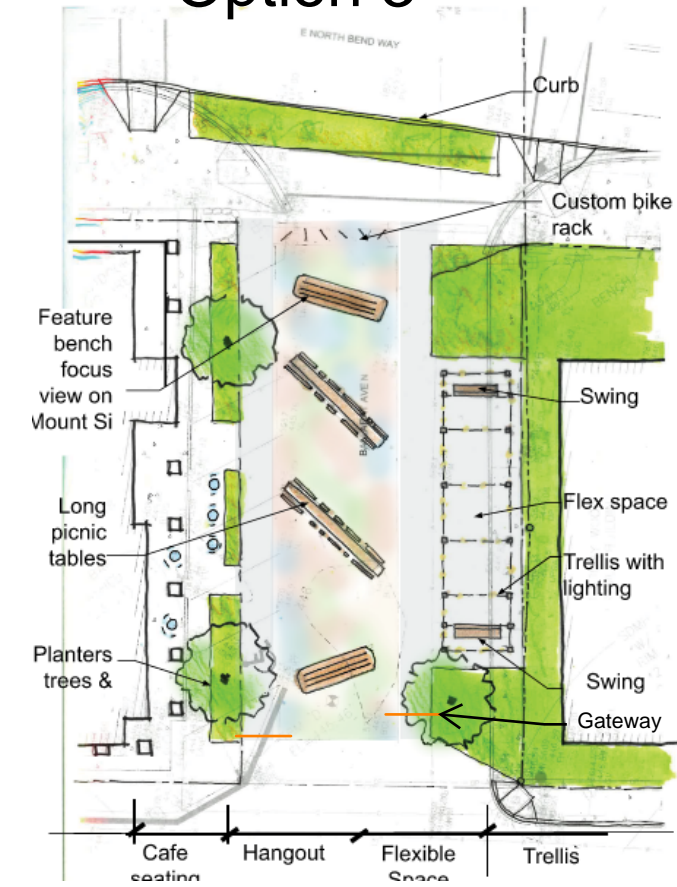 Option 3
E NORTH BEND WAY
Curb
Custom bike
rack
Feature
bench
focus
view on
Mount Si
Swing
Long
picnic
tables
Flex space
Trellis with
lighting
Planters
trees &
Swing
Gateway
Cafe
seating
Hangout
Flexible
Space
Trellis